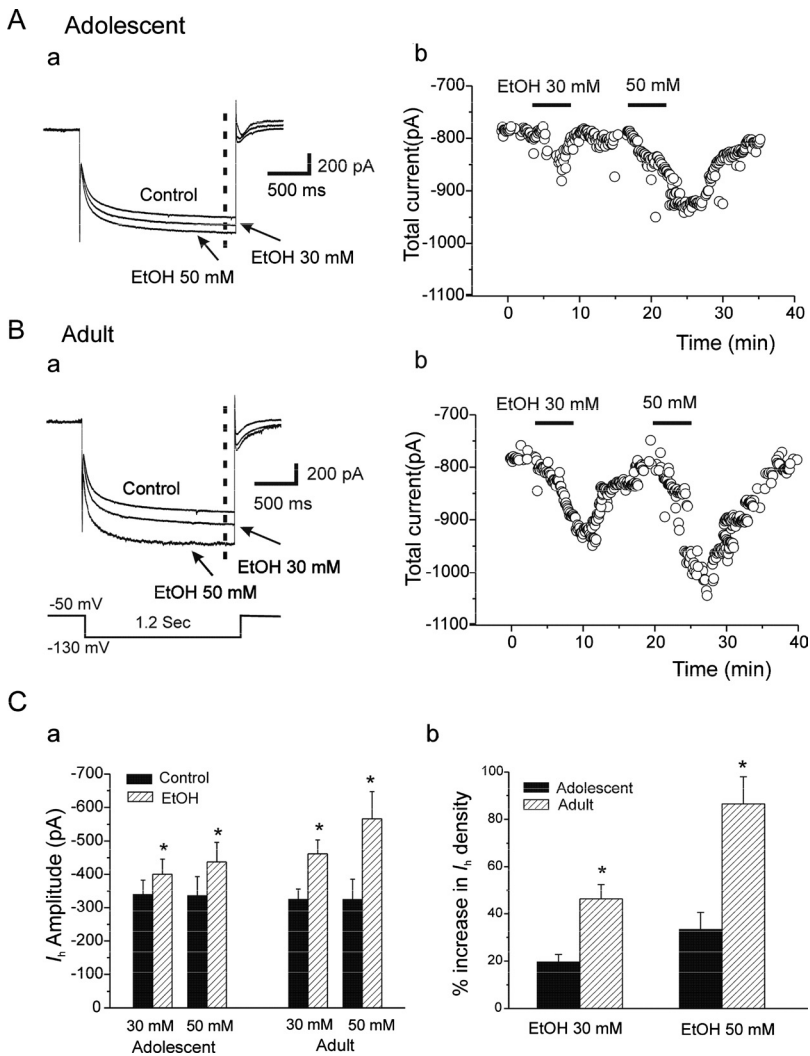 A Adolescent
a
Control
200 pA
500 ms
EtOH 30 mM
EtOH 50 mM
b
-700
-800
-900
-1000
-1100
Total current(pA)
EtOH 30 mM 50 mM
0 10 20 30 40
Time (min)
B Adult
a
Control
200 pA
500 ms
EtOH 30 mM
EtOH 50 mM
-50 mV
1.2 Sec
-130 mV
b
-700
-800
-900
-1000
-1100
Total current(pA)
EtOH 30 mM 50 mM
0 10 20 30 40
Time (min)
C
a
-700
-600
-500
-400
-300
-200
-100
0
Ih Amplitude (pA)
Control
EtOH
* * * *
30 mM 50 mM 30 mM 50 mM
Adolescent Adult
b
100
80
60
40
20
0
% increase in Ih density
Adolescent
Adult
* *
EtOH 30 mM EtOH 50 mM